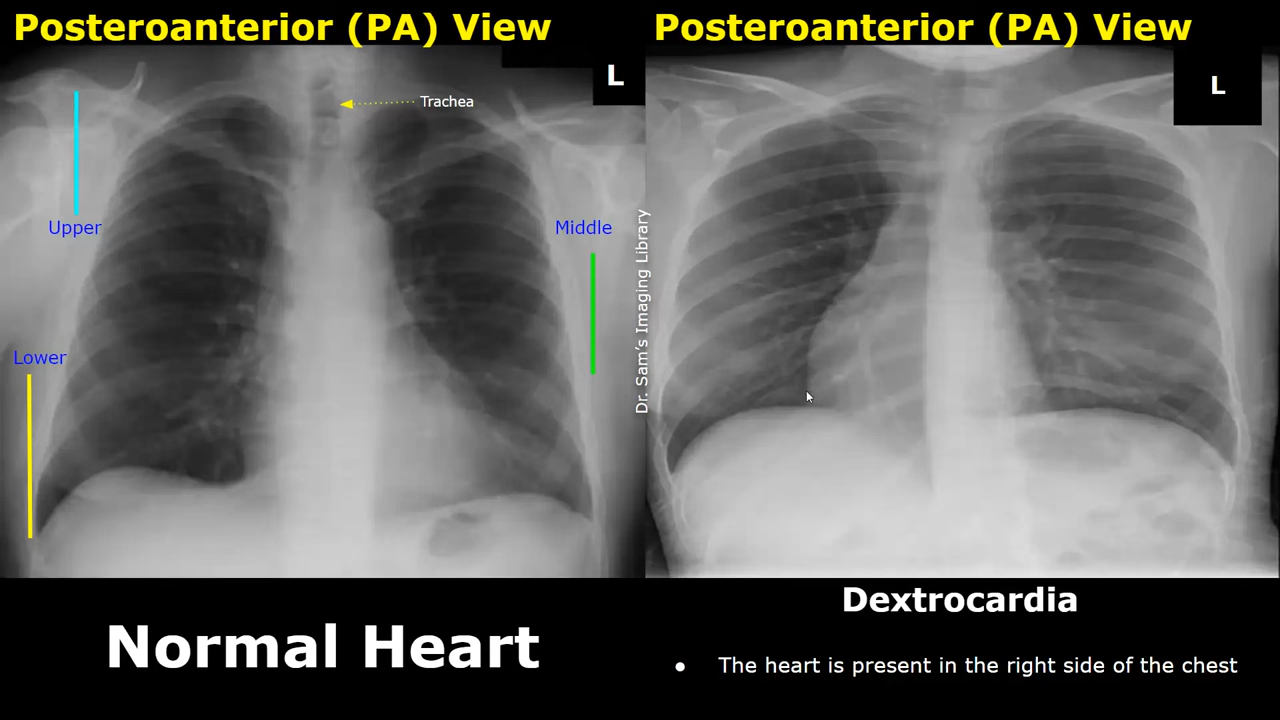 Posteroanterior (PA) View
L
Trachea
Upper
Middle
Lower
Dr. Sam's Imaging Library
Normal Heart
Posteroanterior (PA) View
L
Dextrocardia
• The heart is present in the right side of the chest